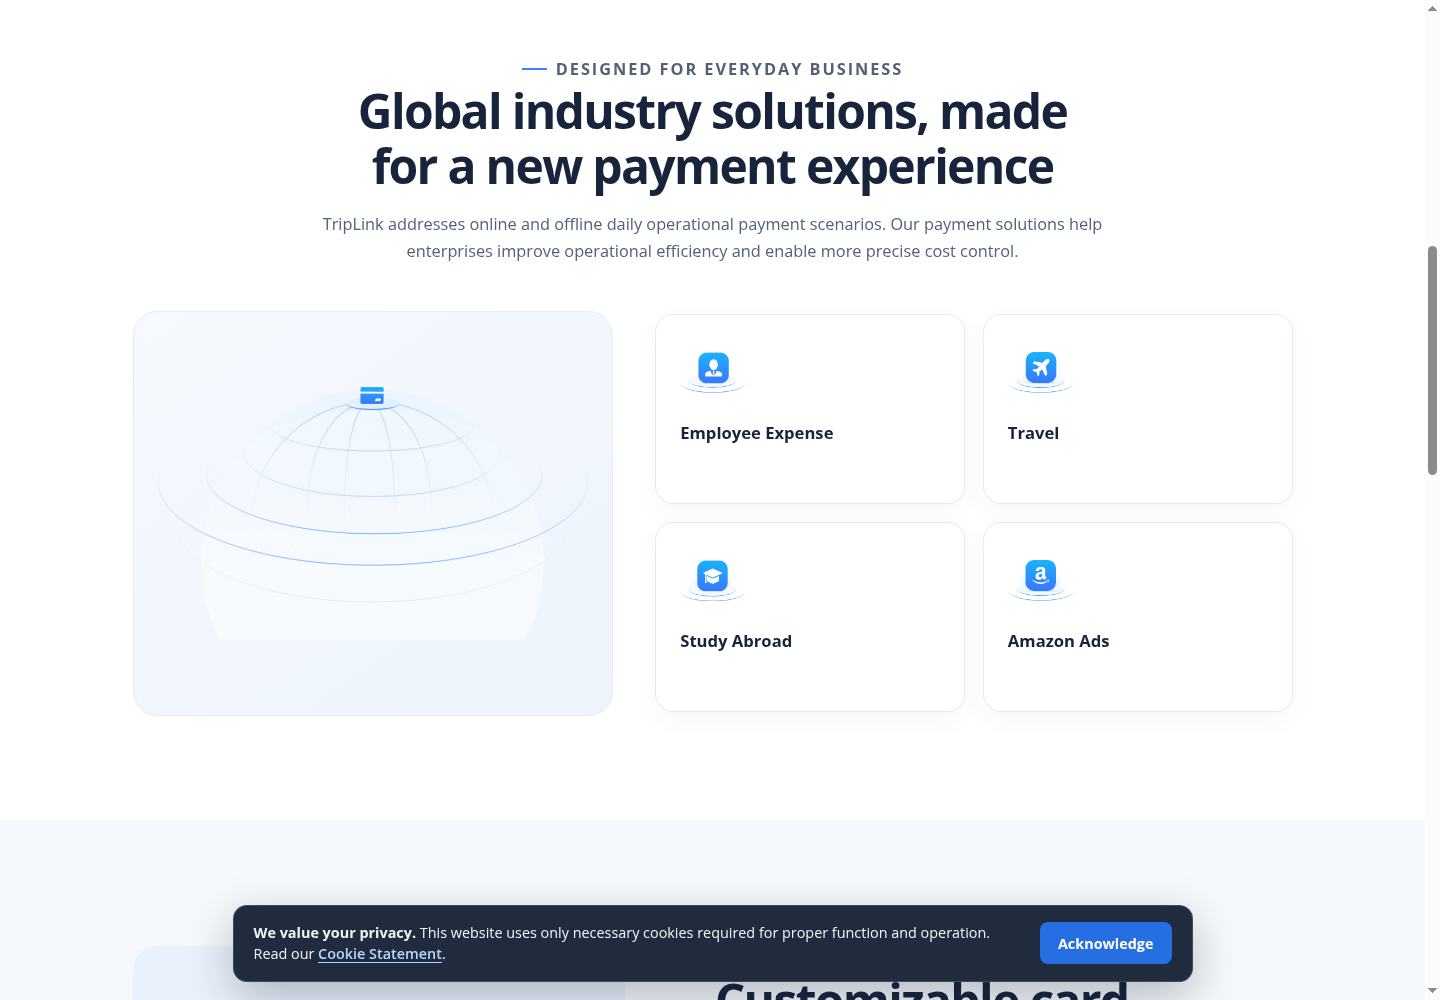 DESIGNED FOR EVERYDAY BUSINESS
Global industry solutions, made
for a new payment experience
TripLink addresses online and offline daily operational payment scenarios. Our payment solutions help
enterprises improve operational efficiency and enable more precise cost control.
Employee Expense
Travel
Study Abroad
Amazon Ads
We value your privacy. This website uses only necessary cookies required for proper function and operation.
Read our Cookie Statement.
Acknowledge
Customizable card